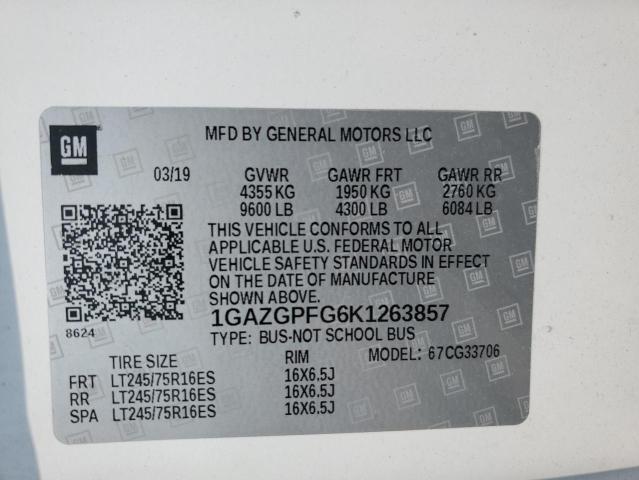 GM
MFD BY GENERAL MOTORS LLC
03/19 GVWR GAWR FRT GAWR RR
4355 KG 1950 KG 2760 KG
9600 LB 4300 LB 6084 LB
THIS VEHICLE CONFORMS TO ALL
APPLICABLE U.S. FEDERAL MOTOR
VEHICLE SAFETY STANDARDS IN EFFECT
ON THE DATE OF MANUFACTURE
SHOWN ABOVE.
1GAZGPFG6K1263857
8624
TYPE: BUS-NOT SCHOOL BUS
MODEL: 67CG33706
TIRE SIZE RIM
FRT LT245/75R16ES 16X6.5J
RR LT245/75R16ES 16X6.5J
SPA LT245/75R16ES 16X6.5J